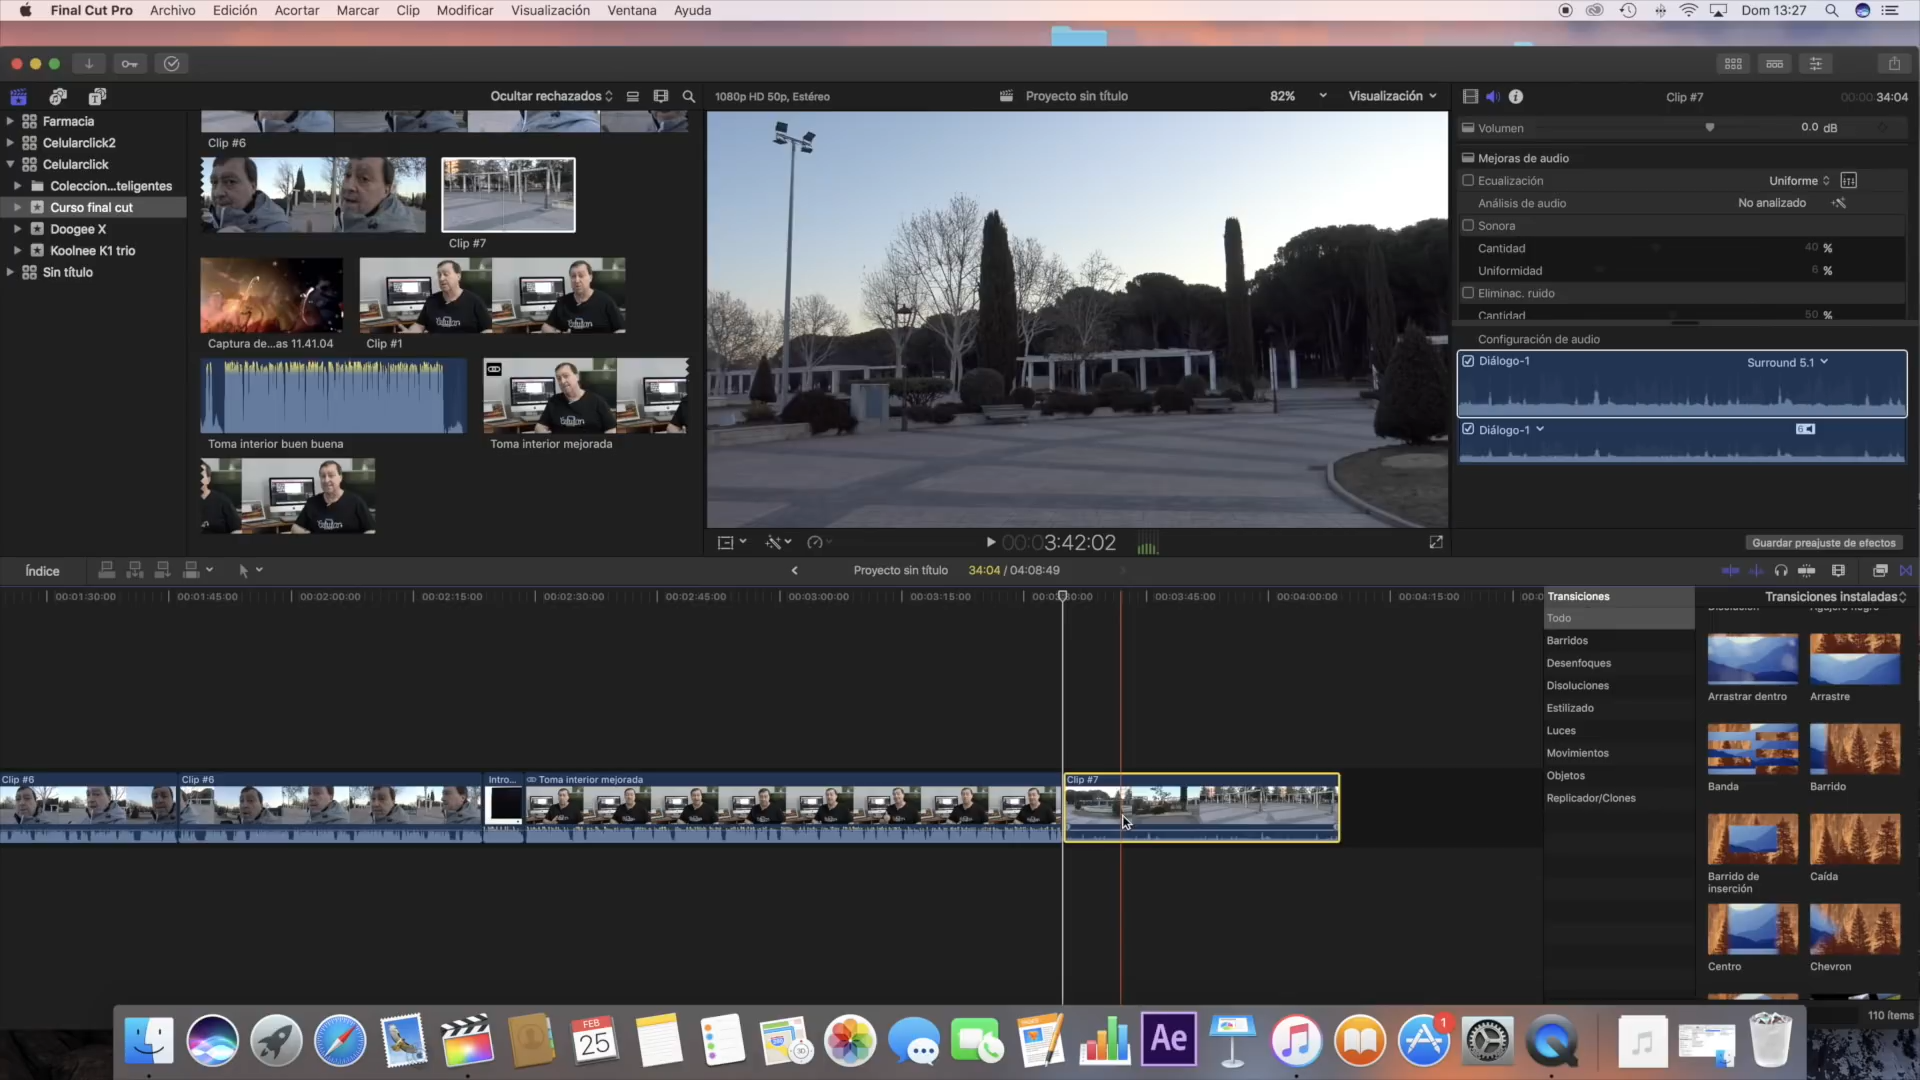 Final Cut Pro Archivo Edición Acortar Marcar Clip Modificar Visualización Ventana Ayuda Dom 13:27
Ocultar rechazados
1080p HD 50p, Estéreo Proyecto sin título 82% Visualización
Clip #7 00:00:34:04
Farmacia
Celularclick2
Celularclick
Coleccion...teligentes
Curso final cut
Doogee X
Koolnee K1 trio
Sin título
Clip #6
Clip #7
Captura de...as 11.41.04
Clip #1
Toma interior buen buena
Toma interior mejorada
Volumen 0.0 dB
Mejoras de audio
Ecualización Uniforme
Análisis de audio No analizado
Sonora
Cantidad 40 %
Uniformidad 6 %
Eliminac. ruido
Cantidad 50 %
Configuración de audio
Diálogo-1 Surround 5.1
Diálogo-1 6
Guardar preajuste de efectos
00:00:3:42:02
Índice
Proyecto sin título 34:04 / 04:08:49
00:01:30:00 00:01:45:00 00:02:00:00 00:02:15:00 00:02:30:00 00:02:45:00 00:03:00:00 00:03:15:00 00:03:45:00 00:04:00:00 00:04:15:00
Clip #6
Clip #6
Intro...
Toma interior mejorada
Clip #7
Transiciones
Todo
Barridos
Desenfoques
Disoluciones
Estilizado
Luces
Movimientos
Objetos
Replicador/Clones
Transiciones instaladas
Arrastrar dentro Arrastre
Banda Barrido
Barrido de inserción Caída
Centro Chevron
110 ítems
FEB
25
Ae
1